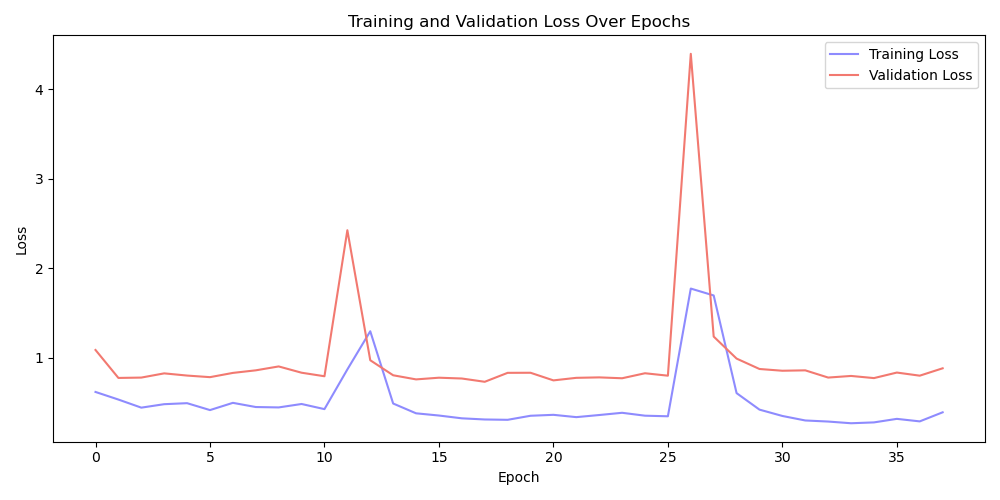 Training and Validation Loss Over Epochs
Training Loss
Validation Loss
4
3
2
1
Loss
0 5 10 15 20 25 30 35
Epoch